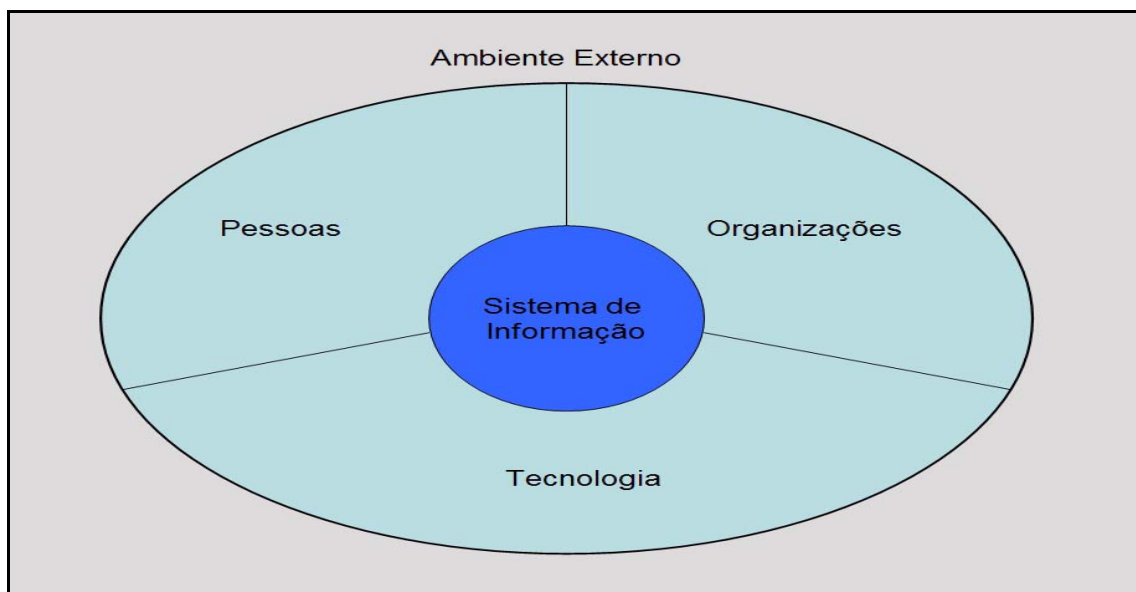 Ambiente Externo
Pessoas
Organizações
Sistema de
Informação
Tecnologia